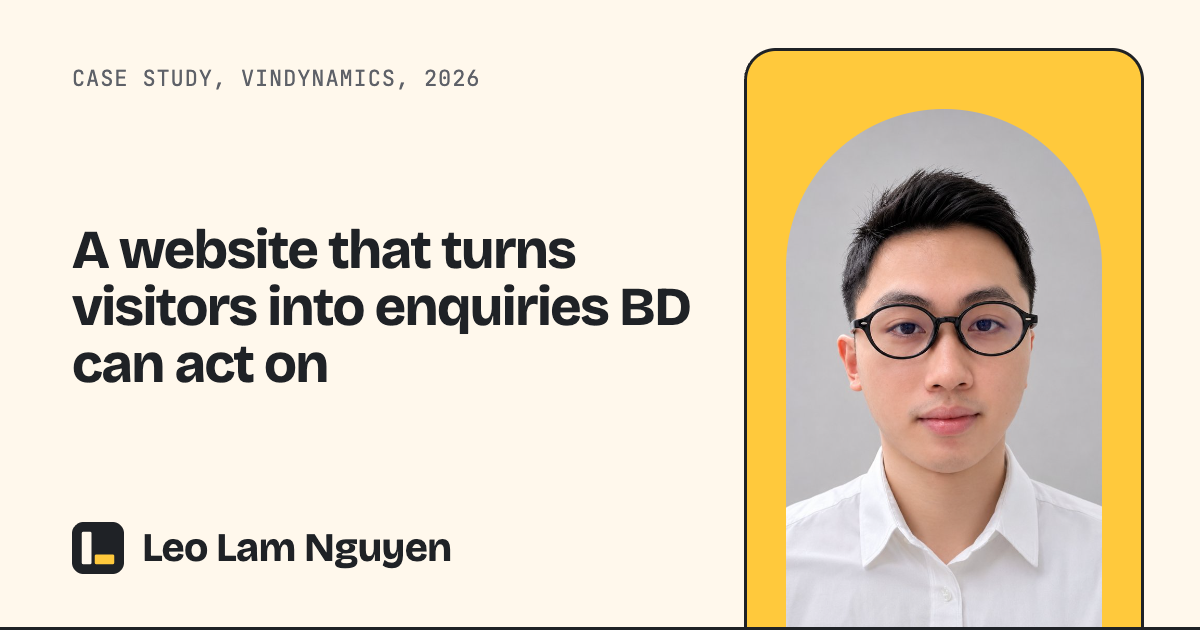 CASE STUDY, VINDYNAMICS, 2026
A website that turns
visitors into enquiries BD
can act on
Leo Lam Nguyen